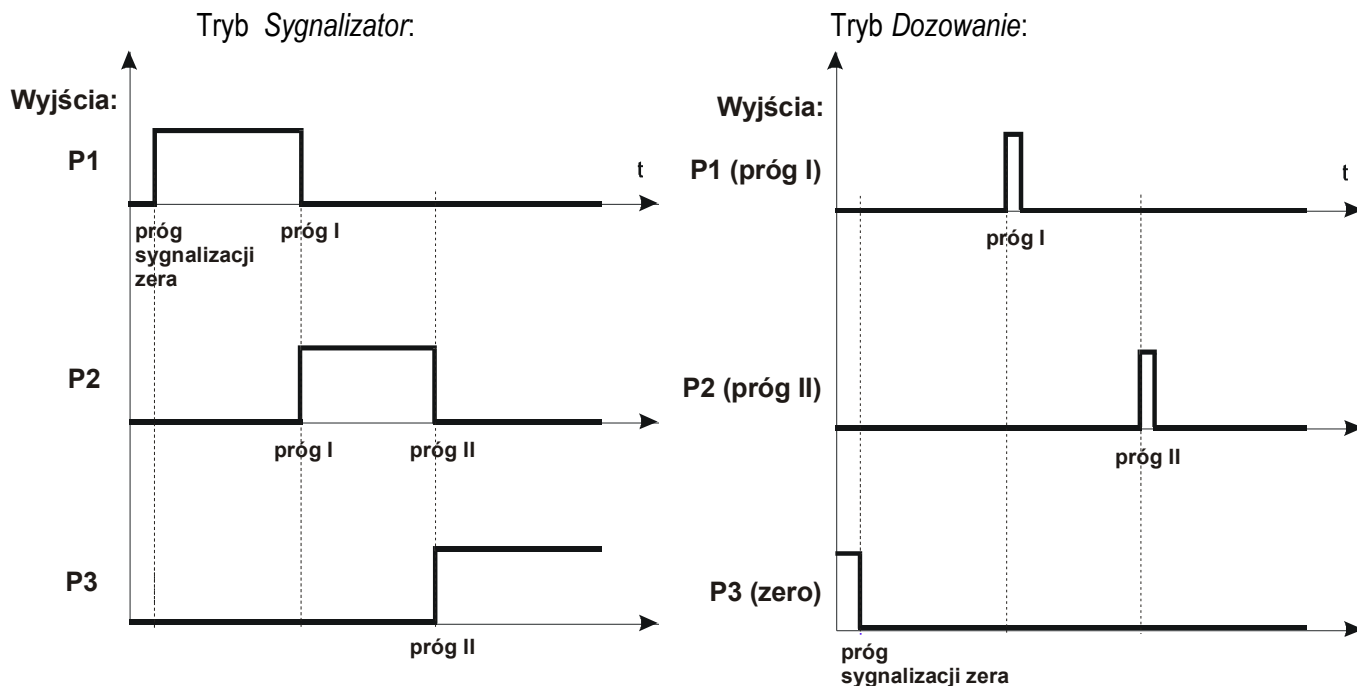 Tryb Sygnalizator:
Wyjścia:
P1
t
próg
sygnalizacji
zera
próg I
P2
próg I
próg II
P3
próg II
Tryb Dozowanie:
Wyjścia:
P1 (próg I)
t
próg I
P2 (próg II)
próg II
P3 (zero)
próg
sygnalizacji zera